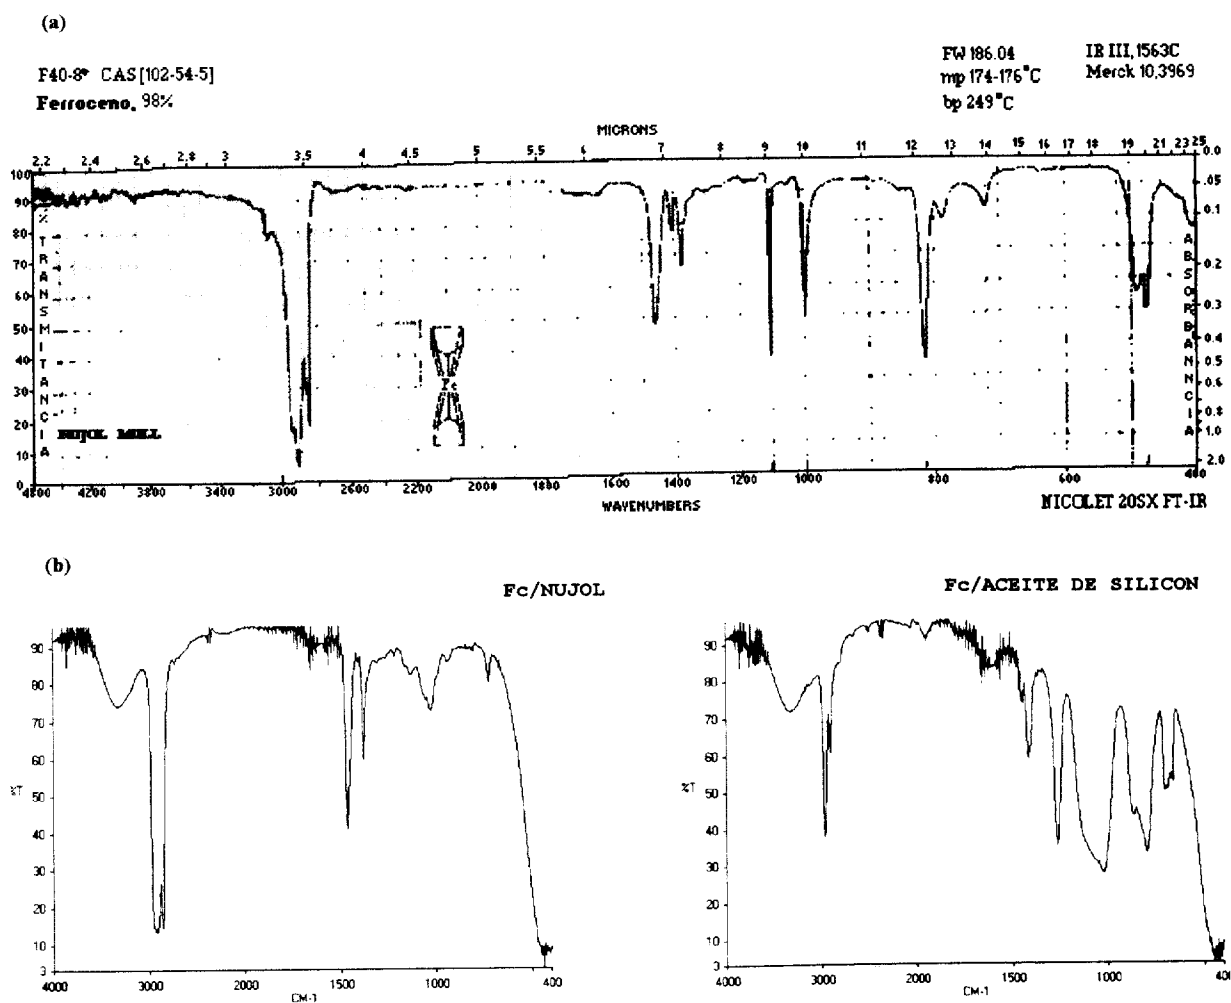 (a)
F40-8* CAS[102-54-5]
Ferroceno, 98%
FW 186.04
mp 174-176°C
bp 249°C
IR III,1563C
Merck 10,3969
MICRONS
2.2 2.4 2.6 2.8 3 3.5 4 4.5 5 5.5 6 7 8 9 10 11 12 13 14 15 16 17 18 19 21 23 25
100 90 80 70 60 50 40 30 20 10 0
% TRANSMITANCIA
0.0 .05 0.1 0.2 0.3 0.4 0.5 0.6 0.8 1.0 2.0
ABSORBANNCIA
NUJOL MULL
Fe
3800 3400 3000 2600 2200 2000 1800 1600 1400 1200 1000 800 600 400
WAVENUMBERS
NICOLET 20SX FT-IR
(b)
Fc/NUJOL
90
80
70
60
50
40
30
20
10
3
%T
4000 3000 2000 1500 1000 400
CM-1
Fc/ACEITE DE SILICON
90
80
70
60
50
40
30
20
10
3
%T
4000 3000 2000 1500 1000 400
CM-1